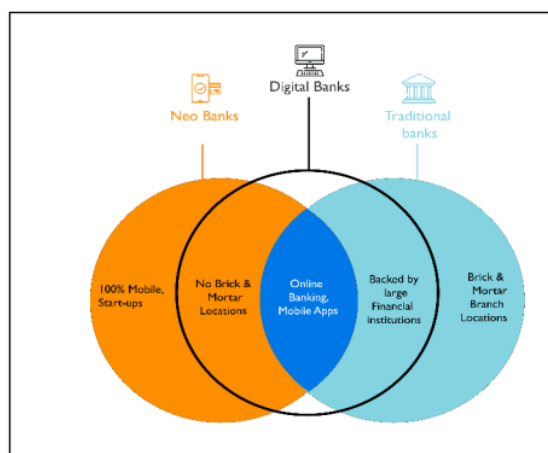 Digital Banks
Neo Banks
Traditional
banks
100% Mobile,
Start-ups
No Brick &
Mortar
Locations
Online
Banking,
Mobile Apps
Backed by
large
Financial
institutions
Brick &
Mortar
Branch
Locations